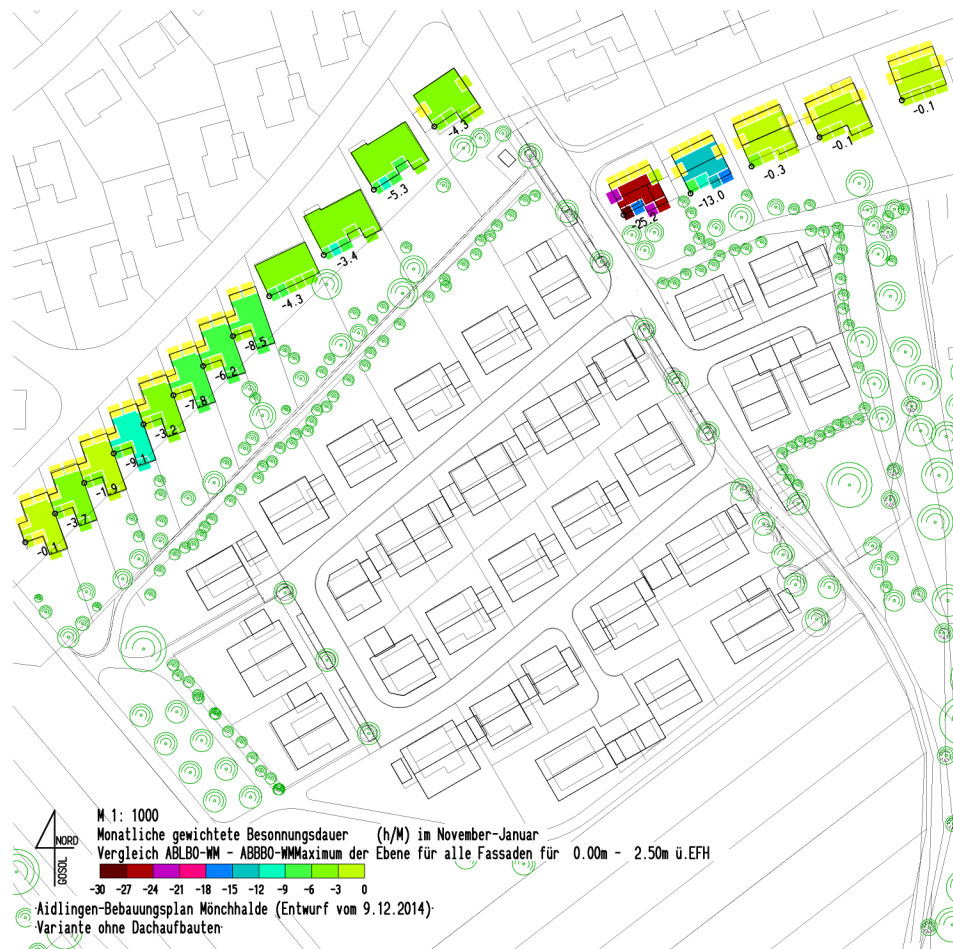 -4.3
-5.3
-3.4
-4.3
-8.5
-6.2
-7.8
-3.2
-9.1
-1.9
-3.7
-0.1
-25.2
-13.0
-0.3
-0.1
-0.1
NORD
GOSOL
M 1: 1000
Monatliche gewichtete Besonnungsdauer (h/M) im November-Januar
Vergleich ABLBO-WM - ABBBO-WMMaximum der Ebene für alle Fassaden für 0.00m - 2.50m ü.EFH
-30 -27 -24 -21 -18 -15 -12 -9 -6 -3 0
Aidlingen-Bebauungsplan Mönchhalde (Entwurf vom 9.12.2014)
Variante ohne Dachaufbauten